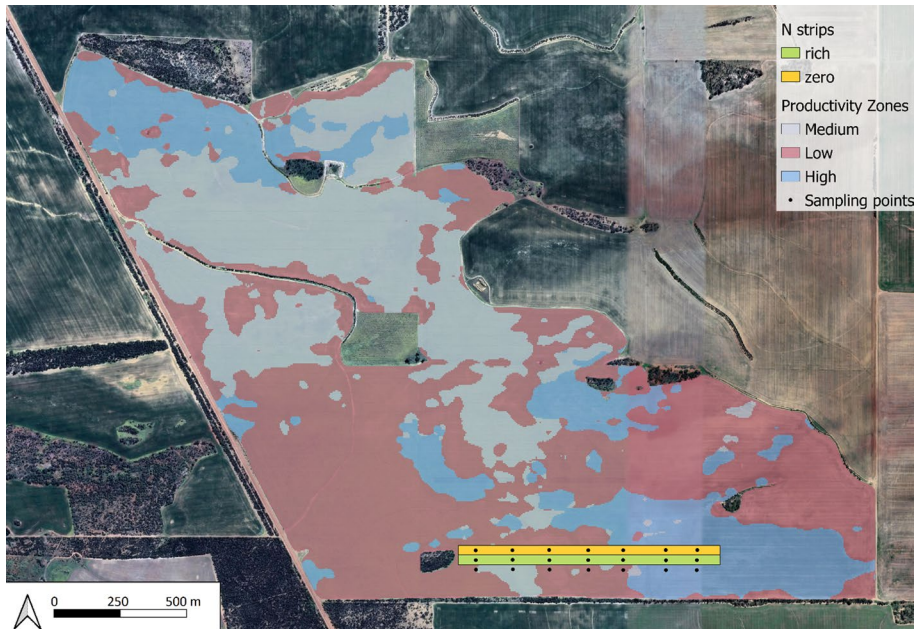 N strips
rich
zero
Productivity Zones
Medium
Low
High
Sampling points
0 250 500 m